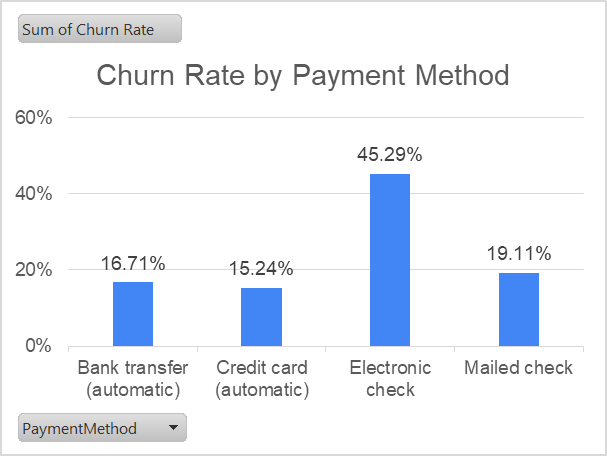 Sum of Churn Rate
Churn Rate by Payment Method
60%
40%
20%
0%
16.71%
15.24%
45.29%
19.11%
Bank transfer
(automatic)
Credit card
(automatic)
Electronic
check
Mailed check
PaymentMethod